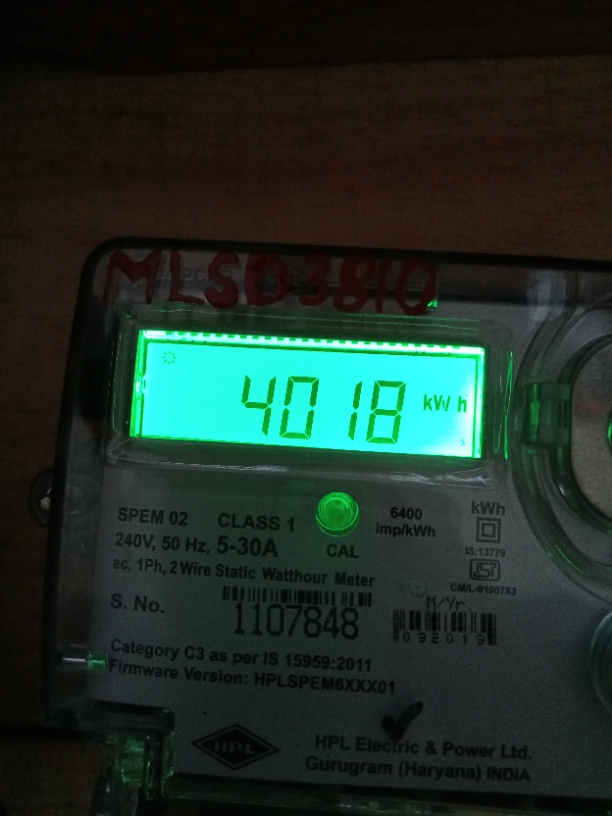 MLSD3810
4018 kWh
SPEM 02 CLASS 1 6400 imp/kWh kWh
240V, 50 Hz, 5-30A CAL IS:13779
ac, 1Ph, 2 Wire Static Watthour Meter
CM/L-9190783
S. No. 1107848 M/Yr.
092019
Category C3 as per IS 15959:2011
Firmware Version: HPLSPEM6XXX01
HPL HPL Electric & Power Ltd.
Gurugram (Haryana) INDIA